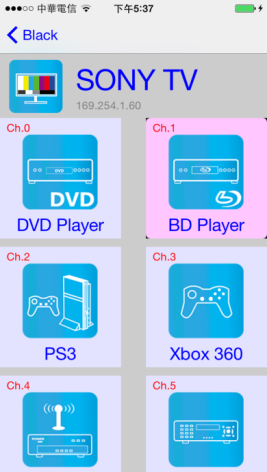 中華電信 下午5:37
Black
SONY TV
169.254.1.60
Ch.0 Ch.1
DVD
DVD
DVD Player BD Player
Ch.2 Ch.3
PS3 Xbox 360
Ch.4 Ch.5